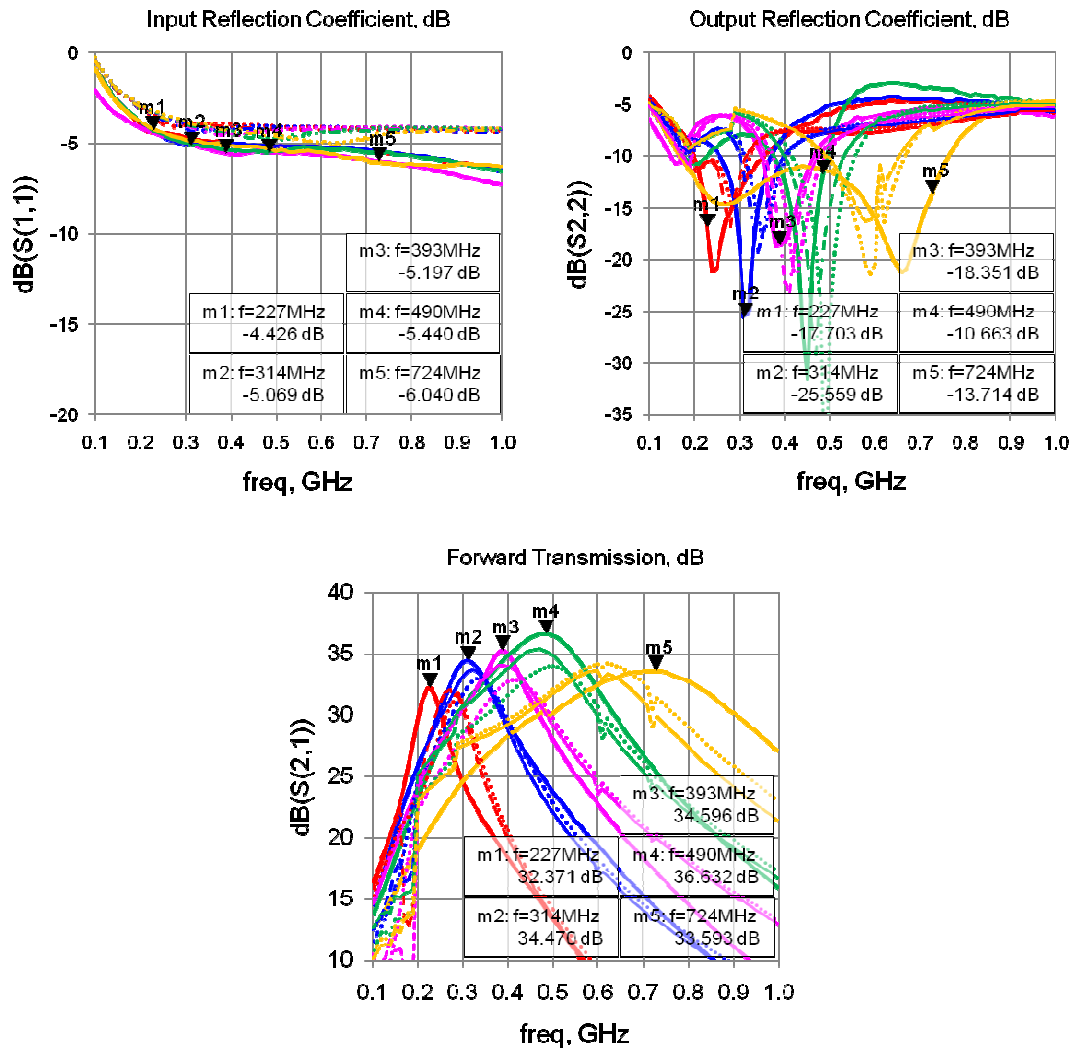 Input Reflection Coefficient, dB
0
-5
-10
-15
-20
dB(S(1,1))
m1
m2
m3
m4
m5
m3: f=393MHz
-5.197 dB
m1: f=227MHz
-4.426 dB
m4: f=490MHz
-5.440 dB
m2: f=314MHz
-5.069 dB
m5: f=724MHz
-6.040 dB
0.1 0.2 0.3 0.4 0.5 0.6 0.7 0.8 0.9 1.0
freq, GHz
Output Reflection Coefficient, dB
0
-5
-10
-15
-20
-25
-30
-35
dB(S2,2))
m1
m2
m3
m4
m5
m3: f=393MHz
-18.351 dB
m1: f=227MHz
-17.703 dB
m4: f=490MHz
-10.663 dB
m2: f=314MHz
-25.559 dB
m5: f=724MHz
-13.714 dB
0.1 0.2 0.3 0.4 0.5 0.6 0.7 0.8 0.9 1.0
freq, GHz
Forward Transmission, dB
40
35
30
25
20
15
10
dB(S(2,1))
m1
m2
m3
m4
m5
m3: f=393MHz
34.596 dB
m1: f=227MHz
32.371 dB
m4: f=490MHz
36.632 dB
m2: f=314MHz
34.470 dB
m5: f=724MHz
33.593 dB
0.1 0.2 0.3 0.4 0.5 0.6 0.7 0.8 0.9 1.0
freq, GHz